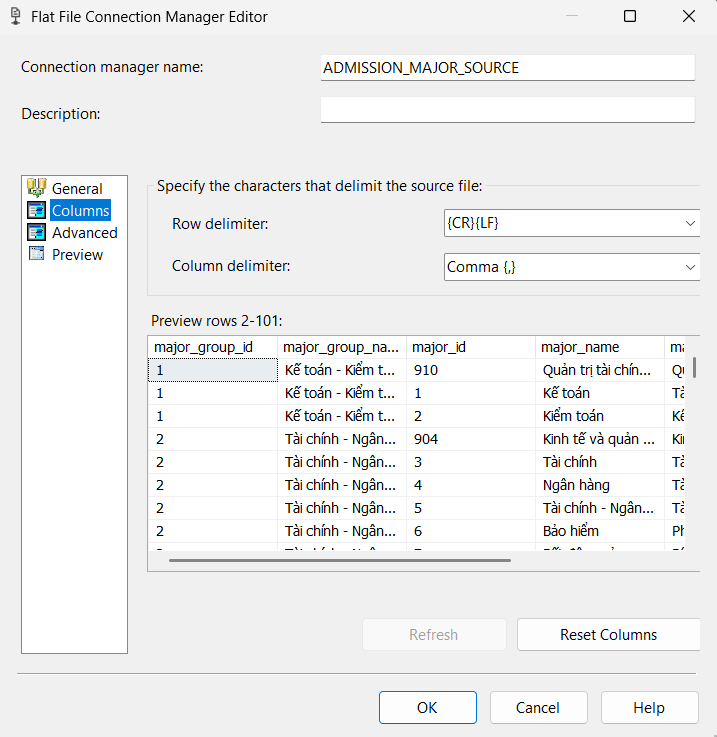 Flat File Connection Manager Editor
Connection manager name: ADMISSION_MAJOR_SOURCE
Description:
General
Columns
Advanced
Preview
Specify the characters that delimit the source file:
Row delimiter: {CR}{LF}
Column delimiter: Comma {,}
Preview rows 2-101:
major_group_id major_group_na... major_id major_name
1 Kế toán - Kiểm t... 910 Quản trị tài chín...
1 Kế toán - Kiểm t... 1 Kế toán Tà
1 Kế toán - Kiểm t... 2 Kiểm toán Kế
2 Tài chính - Ngân... 904 Kinh tế và quản ...
2 Tài chính - Ngân... 3 Tài chính Tà
2 Tài chính - Ngân... 4 Ngân hàng Tà
2 Tài chính - Ngân... 5 Tài chính - Ngân... Tà
2 Tài chính - Ngân... 6 Bảo hiểm
Refresh Reset Columns
OK Cancel Help